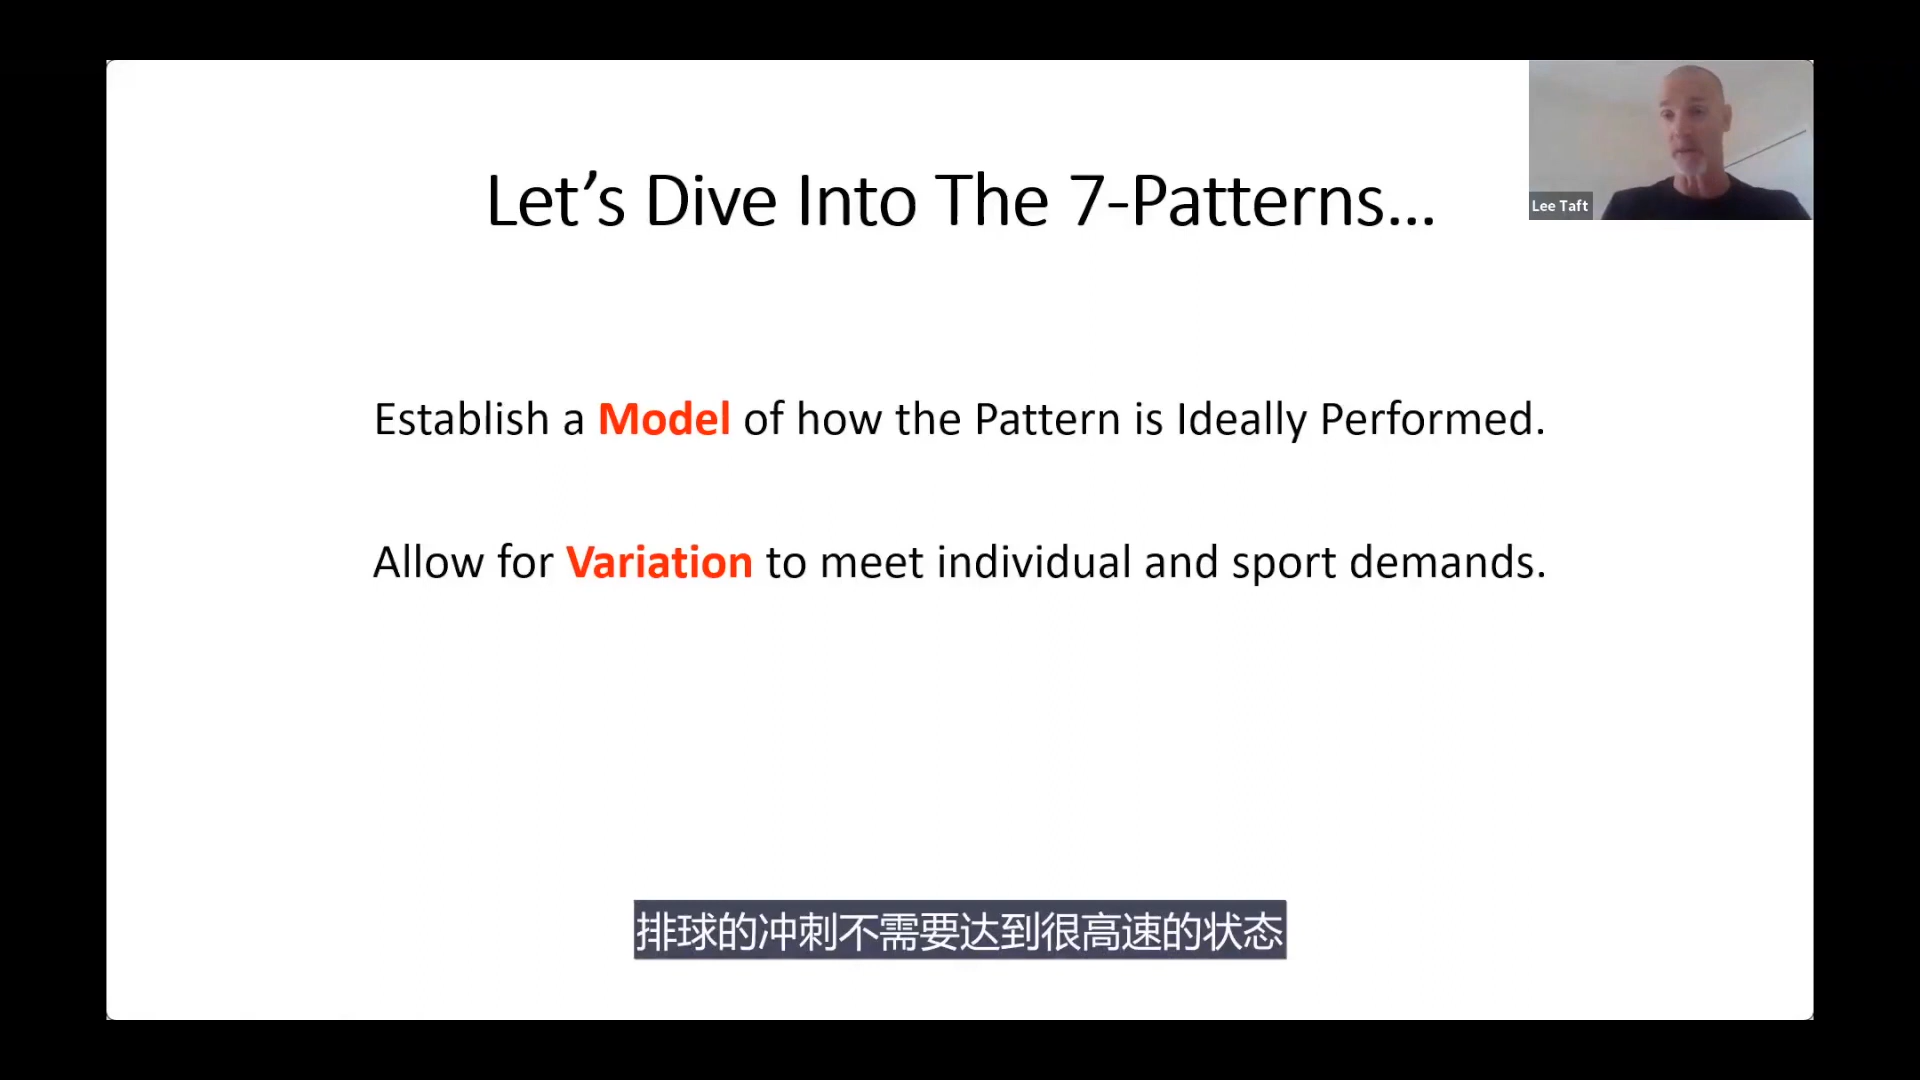 Let’s Dive Into The 7-Patterns...
Lee Taft
Establish a Model of how the Pattern is Ideally Performed.
Allow for Variation to meet individual and sport demands.
排球的冲刺不需要达到很高速的状态